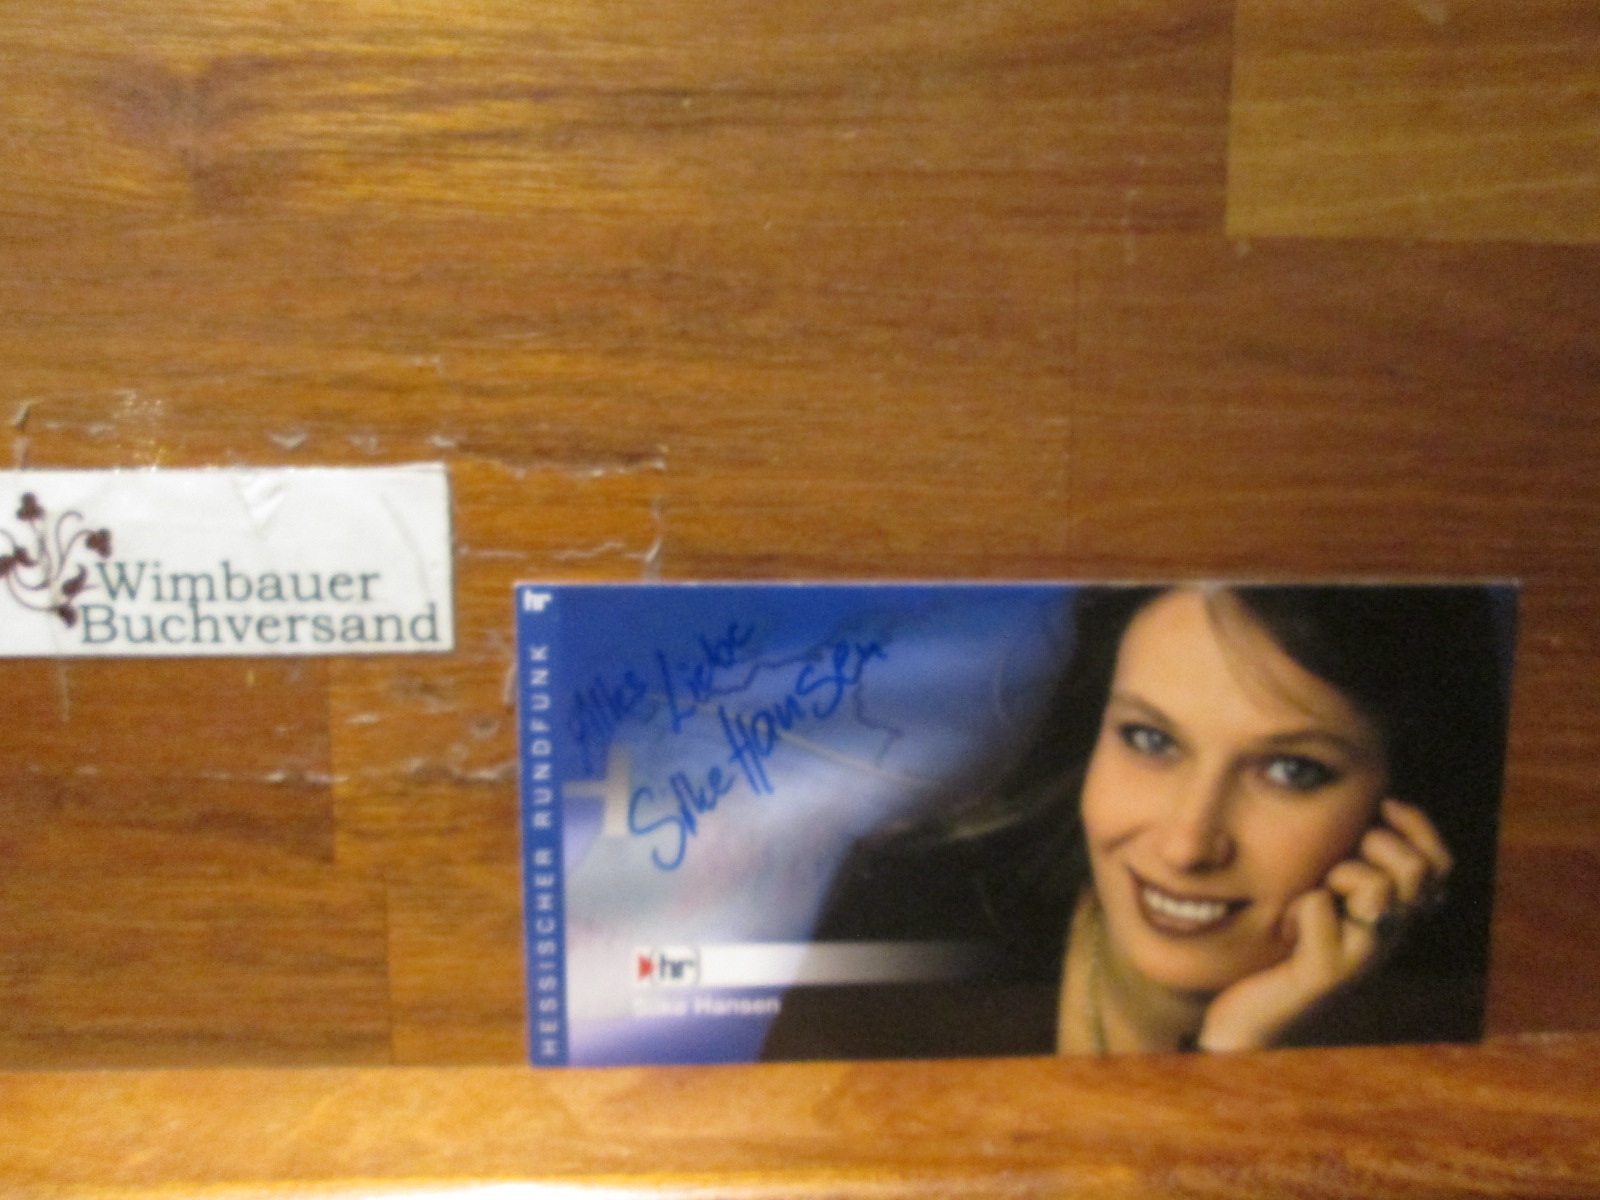 Wimbauer
Buchversand
hr
HESSISCHER RUNDFUNK
Alles Liebe
Silke Hansen
hr
Silke Hansen